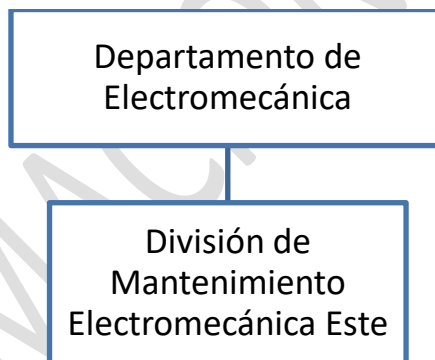 Departamento de
Electromecánica
División de
Mantenimiento
Electromecánica Este